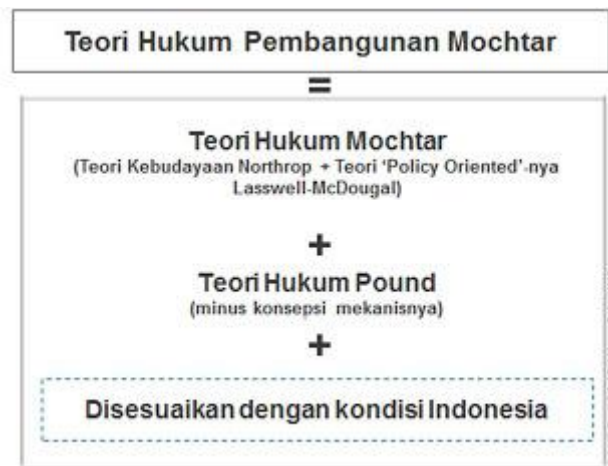 Teori Hukum Pembangunan Mochtar
=
Teori Hukum Mochtar
(Teori Kebudayaan Northrop + Teori 'Policy Oriented'-nya
Lasswell-McDougal)
+
Teori Hukum Pound
(minus konsepsi mekanisnya)
+
Disesuaikan dengan kondisi Indonesia